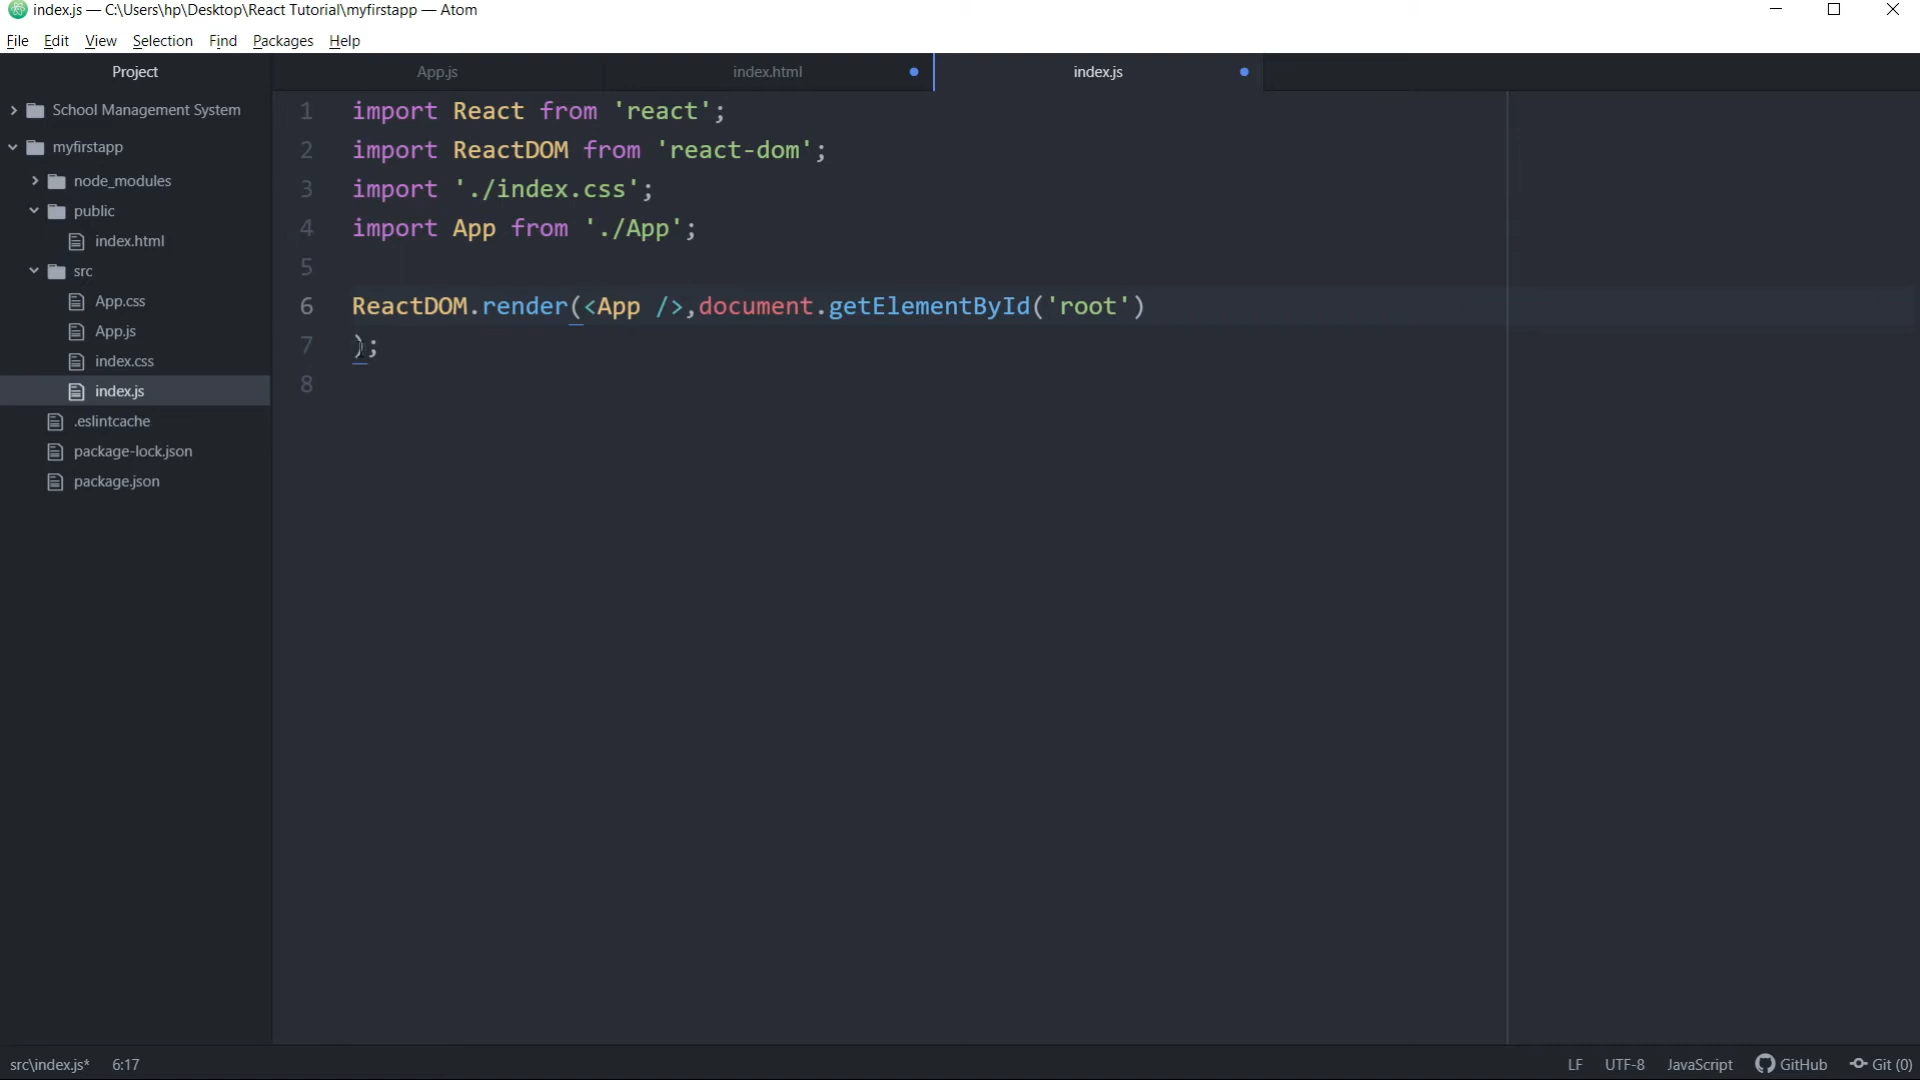 index.js — C:\Users\hp\Desktop\React Tutorial\myfirstapp — Atom
File Edit View Selection Find Packages Help
Project
App.js index.html index.js
School Management System
myfirstapp
node_modules
public
index.html
src
App.css
App.js
index.css
index.js
.eslintcache
package-lock.json
package.json
1 import React from 'react';
2 import ReactDOM from 'react-dom';
3 import './index.css';
4 import App from './App';
5
6 ReactDOM.render(<App />,document.getElementById('root')
7 );
8
src\index.js* 6:17 LF UTF-8 JavaScript GitHub Git (0)